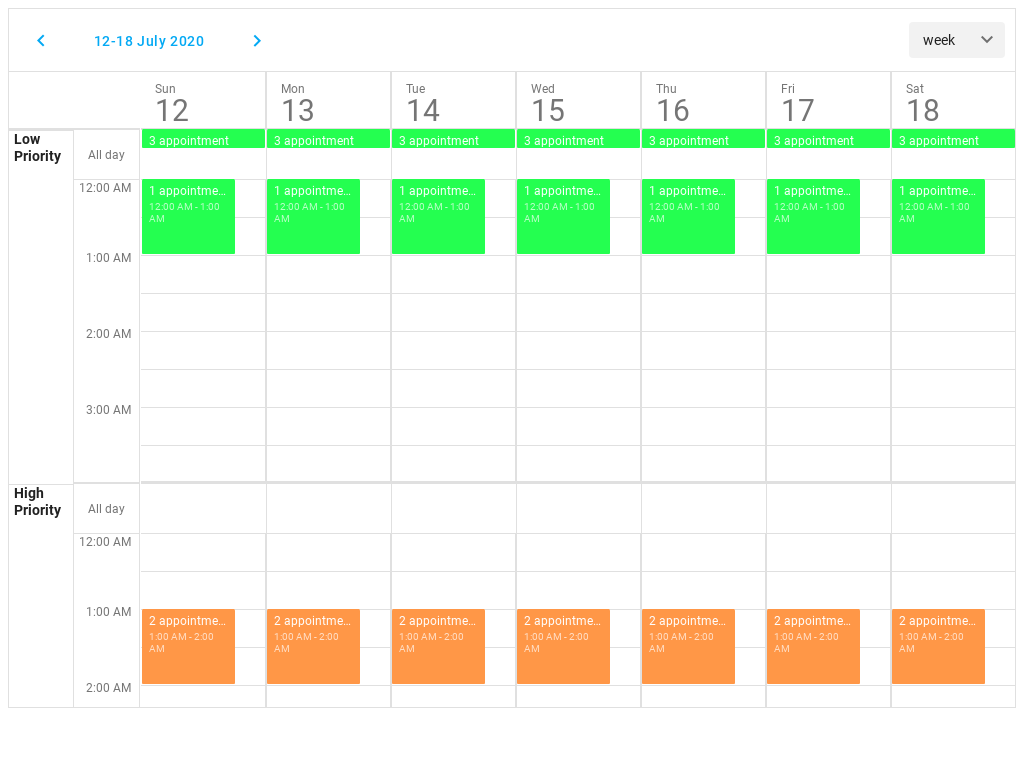 12-18 July 2020
week
Sun Mon Tue Wed Thu Fri Sat
12 13 14 15 16 17 18
Low
Priority
All day
3 appointment 3 appointment 3 appointment 3 appointment 3 appointment 3 appointment 3 appointment
12:00 AM
1 appointme... 1 appointme... 1 appointme... 1 appointme... 1 appointme... 1 appointme... 1 appointme...
12:00 AM - 1:00 12:00 AM - 1:00 12:00 AM - 1:00 12:00 AM - 1:00 12:00 AM - 1:00 12:00 AM - 1:00 12:00 AM - 1:00
AM AM AM AM AM AM AM
1:00 AM
2:00 AM
3:00 AM
High
Priority
All day
12:00 AM
1:00 AM
2 appointme... 2 appointme... 2 appointme... 2 appointme... 2 appointme... 2 appointme... 2 appointme...
1:00 AM - 2:00 1:00 AM - 2:00 1:00 AM - 2:00 1:00 AM - 2:00 1:00 AM - 2:00 1:00 AM - 2:00 1:00 AM - 2:00
AM AM AM AM AM AM AM
2:00 AM